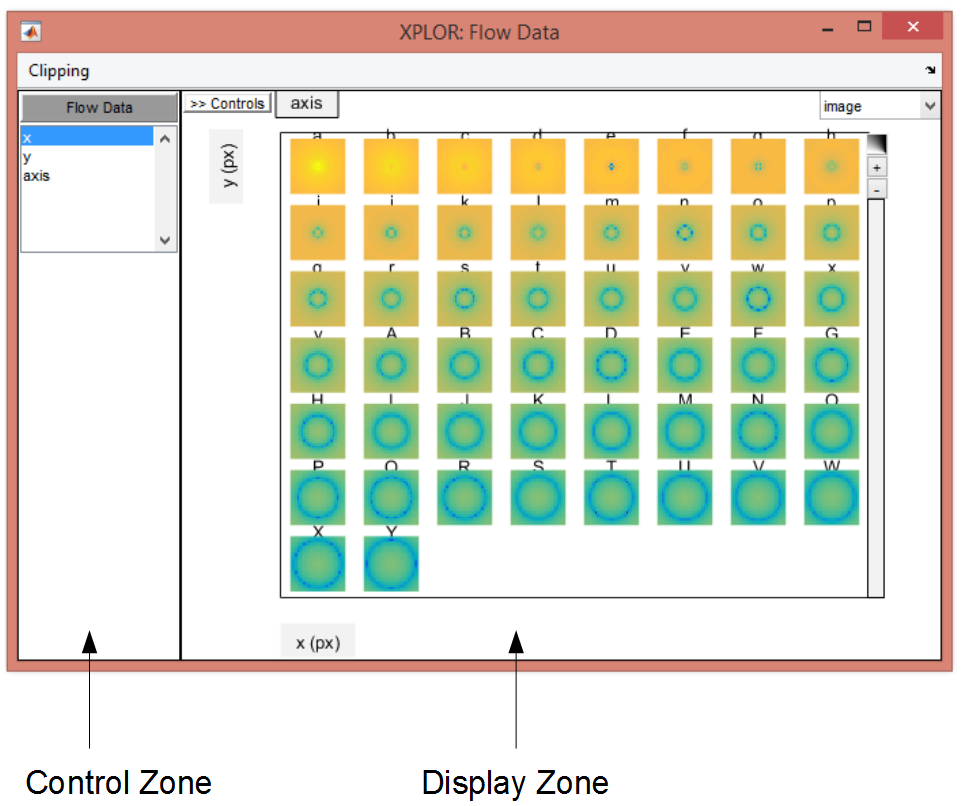 XPLOR: Flow Data
Clipping
Flow Data
>> Controls
axis
image
x
y
axis
y (px)
a b c d e f g h
+
-
i j k l m n o p
q r s t u v w x
y A B C D E F G
H I J K L M N O
P Q R S T U V W
X Y
x (px)
Control Zone
Display Zone